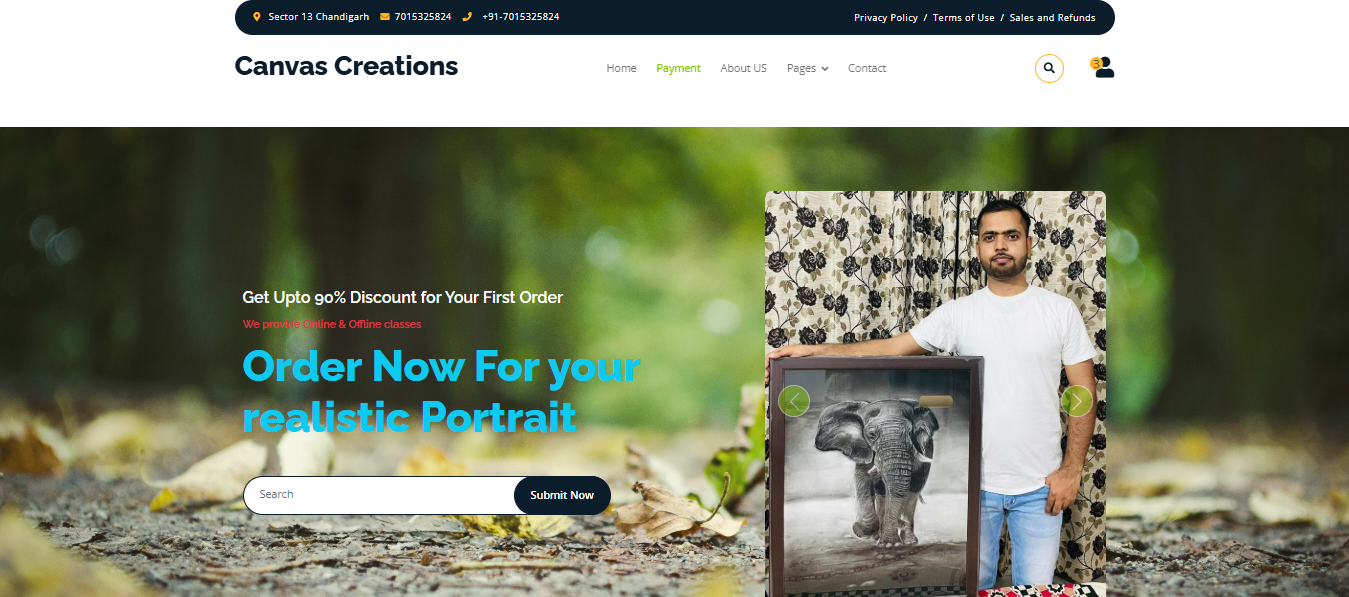 Sector 13 Chandigarh 7015325824 +91-7015325824 Privacy Policy / Terms of Use / Sales and Refunds
Canvas Creations Home Payment About US Pages Contact 3
Get Upto 90% Discount for Your First Order
We provide Online & Offline classes
Order Now For your
realistic Portrait
Search Submit Now